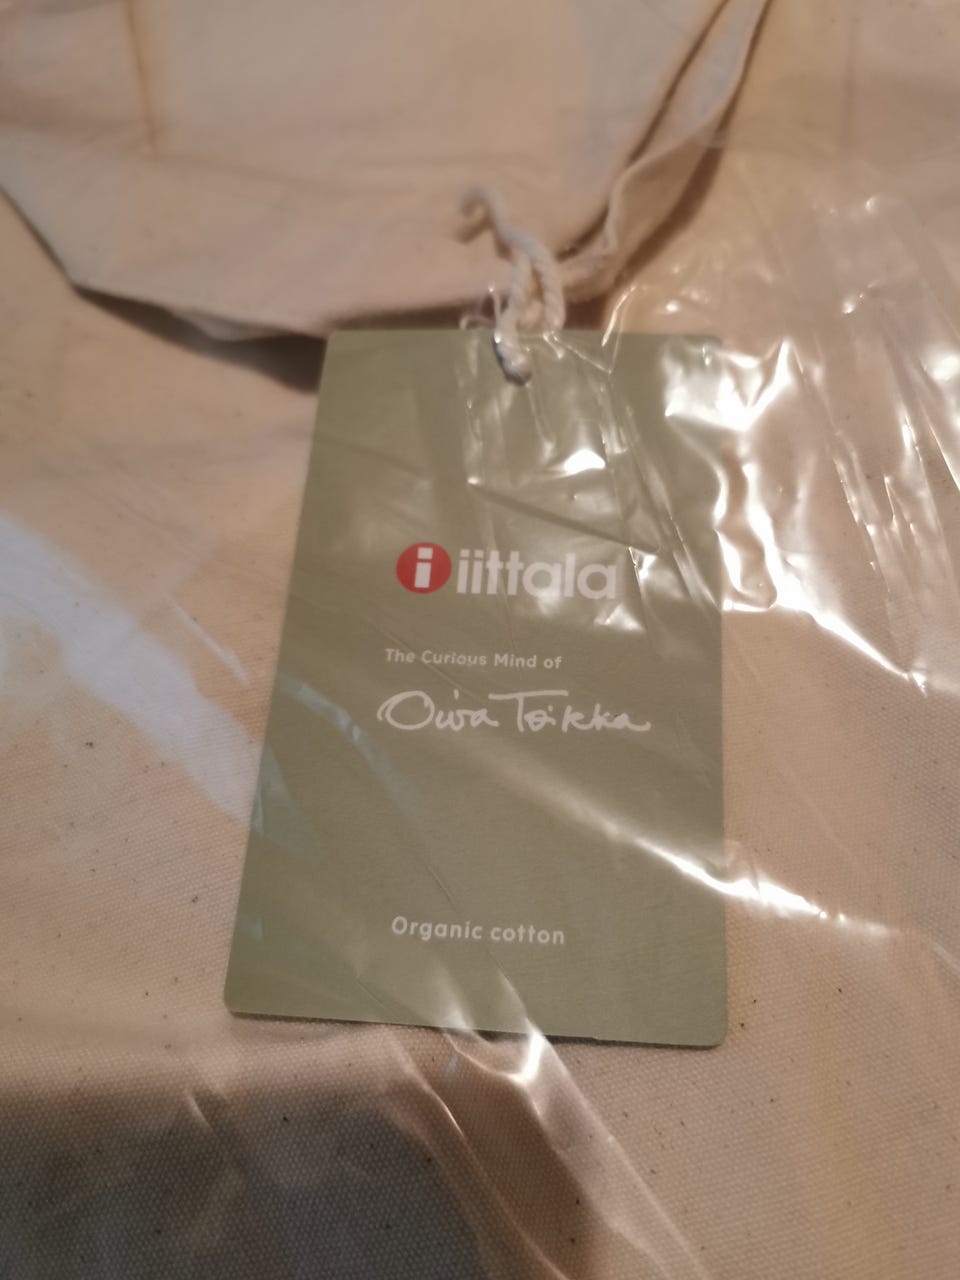 i iittala
The Curious Mind of
Oiva Toikka
Organic cotton